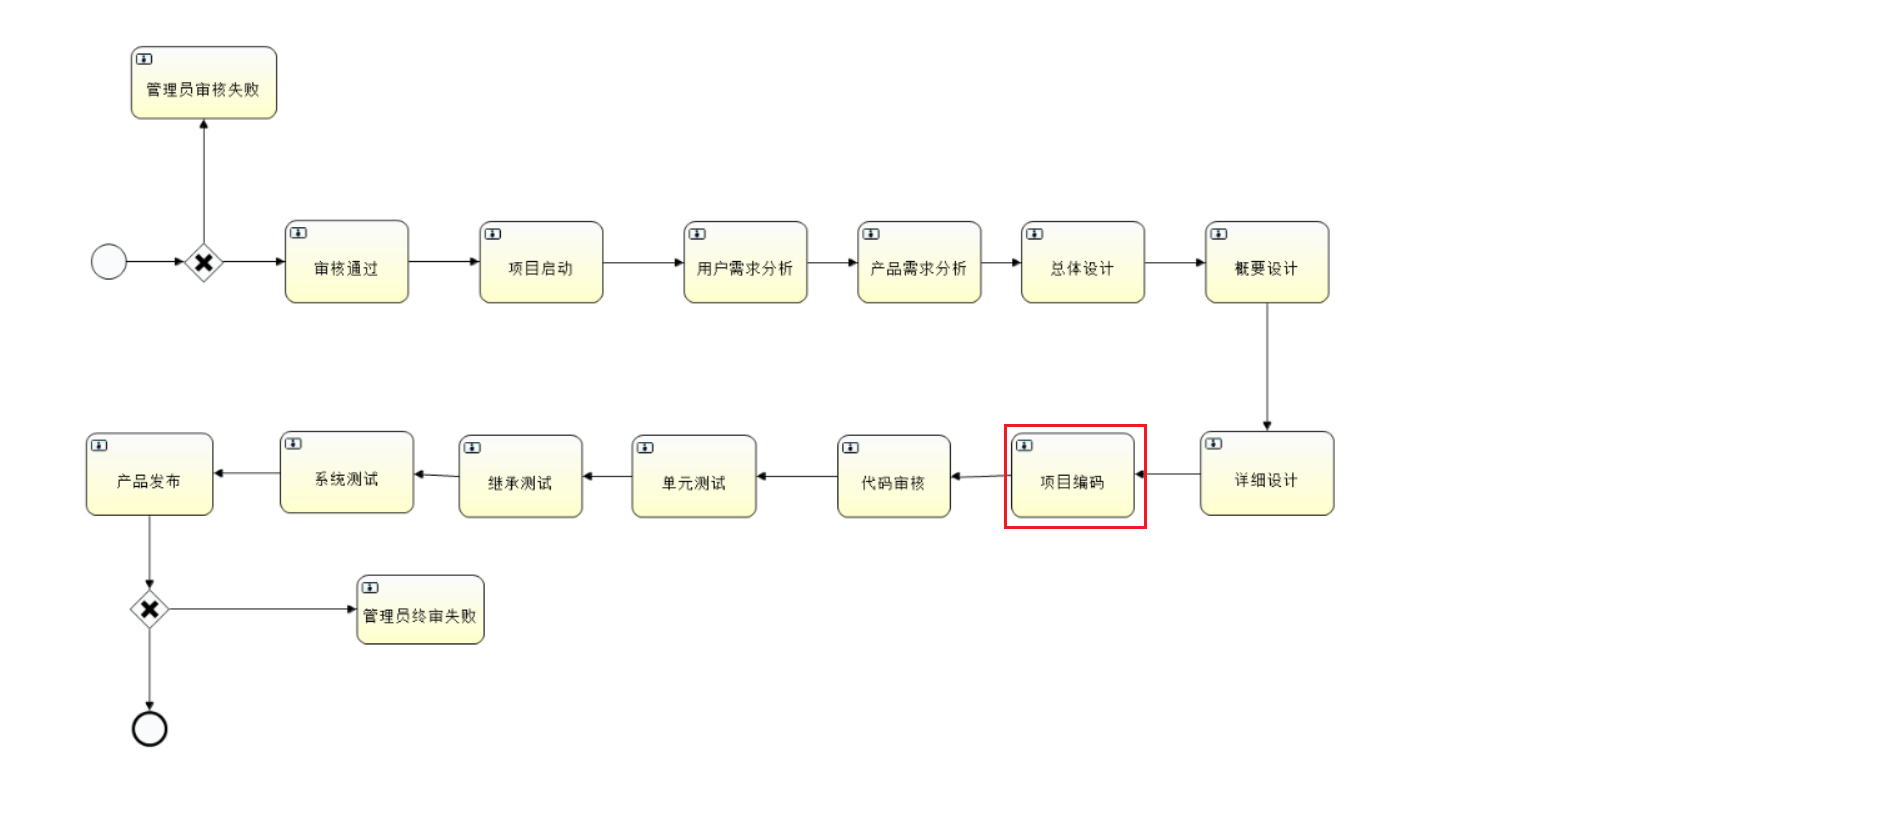 管理员审核失败
审核通过
项目启动
用户需求分析
产品需求分析
总体设计
概要设计
详细设计
项目编码
代码审核
单元测试
继承测试
系统测试
产品发布
管理员终审失败